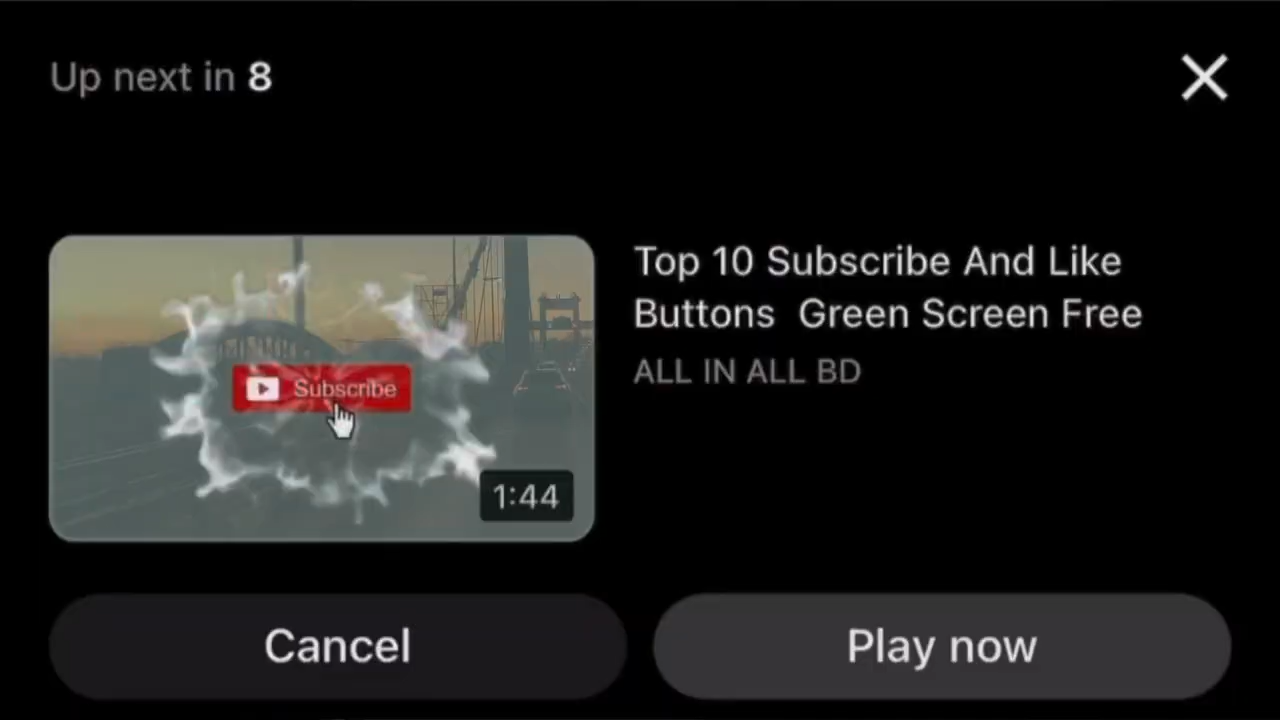 Up next in 8
Top 10 Subscribe And Like
Buttons  Green Screen Free
ALL IN ALL BD
Subscribe
1:44
Cancel
Play now